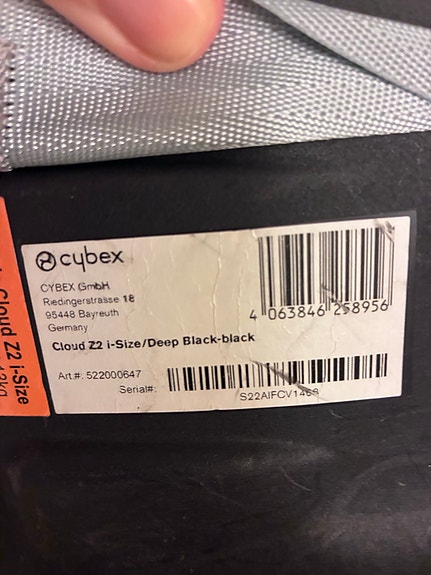 cybex
CYBEX GmbH
Riedingerstrasse 18
95448 Bayreuth
Germany
4 063846 258956
Cloud Z2 i-Size/Deep Black-black
Art.#: 522000647
Serial#:
Cloud Z2 i-Size